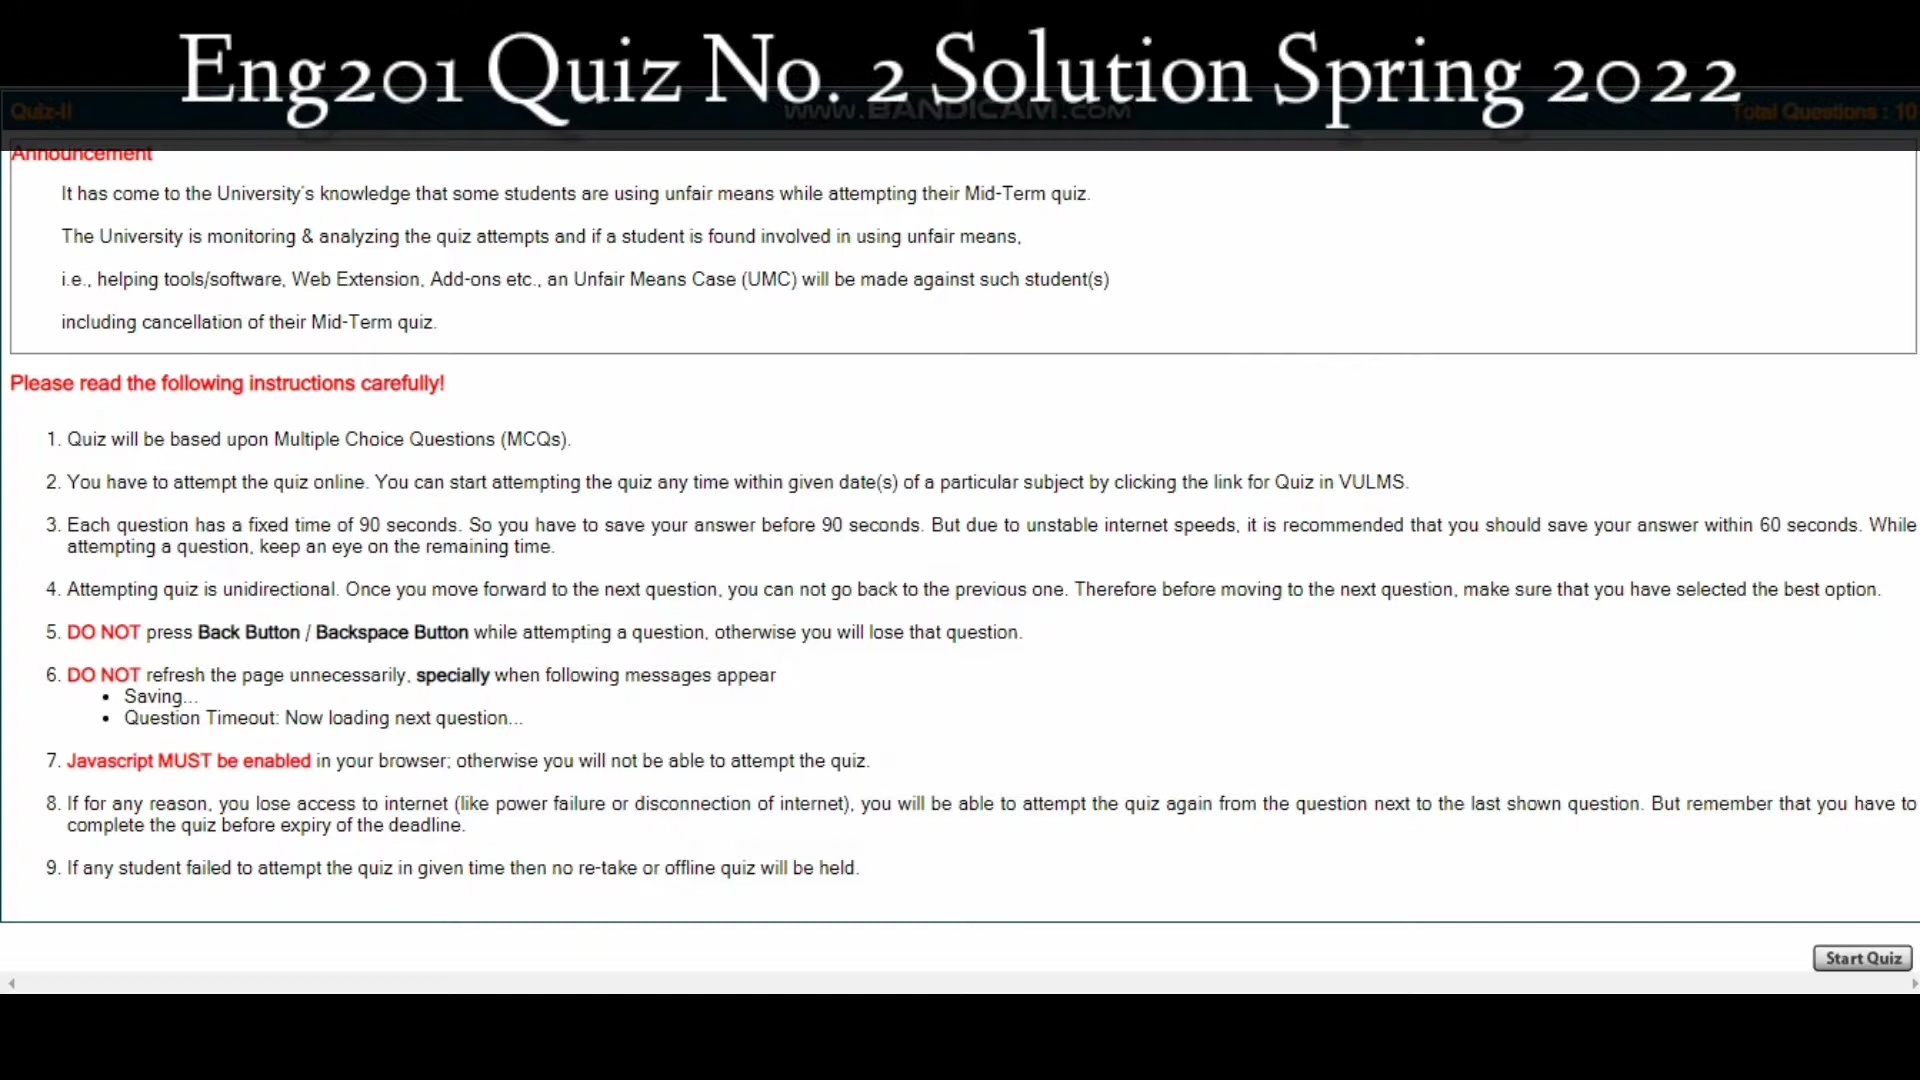 Eng201 Quiz No. 2 Solution Spring 2022
Quiz-II
www.BANDICAM.com
Total Questions : 10
Announcement
It has come to the University's knowledge that some students are using unfair means while attempting their Mid-Term quiz.
The University is monitoring & analyzing the quiz attempts and if a student is found involved in using unfair means,
i.e., helping tools/software, Web Extension, Add-ons etc., an Unfair Means Case (UMC) will be made against such student(s)
including cancellation of their Mid-Term quiz.
Please read the following instructions carefully!
1. Quiz will be based upon Multiple Choice Questions (MCQs).
2. You have to attempt the quiz online. You can start attempting the quiz any time within given date(s) of a particular subject by clicking the link for Quiz in VULMS.
3. Each question has a fixed time of 90 seconds. So you have to save your answer before 90 seconds. But due to unstable internet speeds, it is recommended that you should save your answer within 60 seconds. While
attempting a question, keep an eye on the remaining time.
4. Attempting quiz is unidirectional. Once you move forward to the next question, you can not go back to the previous one. Therefore before moving to the next question, make sure that you have selected the best option.
5. DO NOT press Back Button / Backspace Button while attempting a question, otherwise you will lose that question.
6. DO NOT refresh the page unnecessarily, specially when following messages appear
• Saving...
• Question Timeout: Now loading next question...
7. Javascript MUST be enabled in your browser; otherwise you will not be able to attempt the quiz.
8. If for any reason, you lose access to internet (like power failure or disconnection of internet), you will be able to attempt the quiz again from the question next to the last shown question. But remember that you have to
complete the quiz before expiry of the deadline.
9. If any student failed to attempt the quiz in given time then no re-take or offline quiz will be held.
Start Quiz